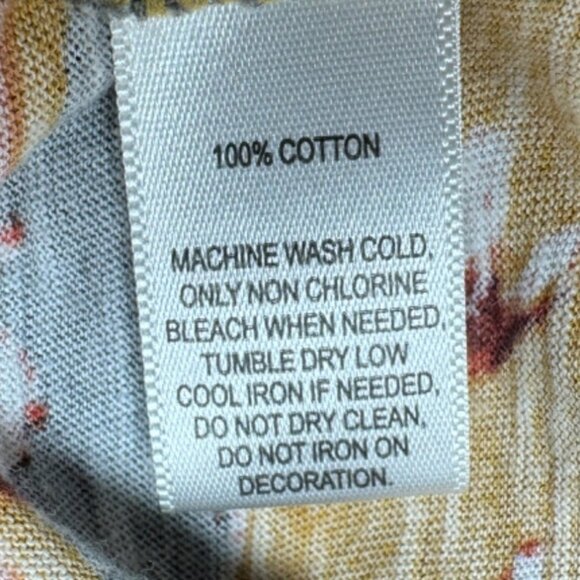 100% COTTON
MACHINE WASH COLD,
ONLY NON CHLORINE
BLEACH WHEN NEEDED,
TUMBLE DRY LOW
COOL IRON IF NEEDED,
DO NOT DRY CLEAN,
DO NOT IRON ON
DECORATION.